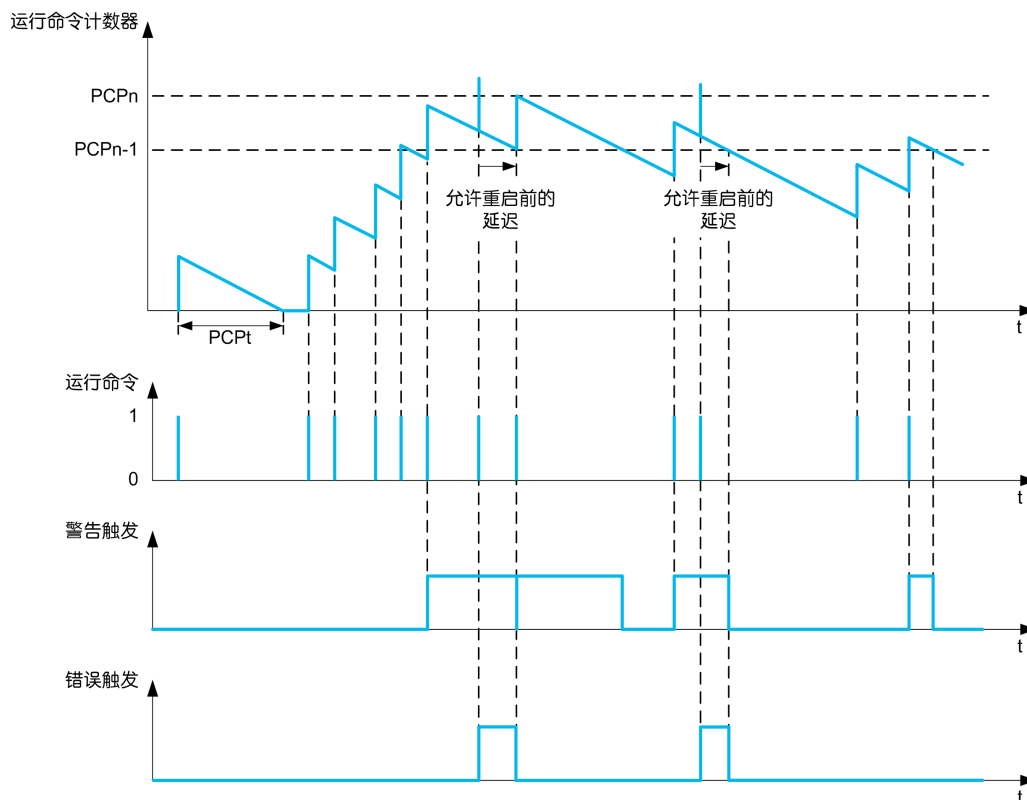 运行命令计数器
PCPn
PCPn-1
允许重启前的
延迟
允许重启前的
延迟
PCPt
t
运行命令
1
0
t
警告触发
t
错误触发
t